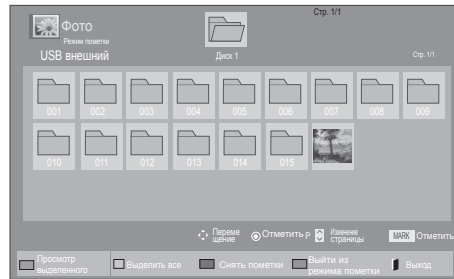 Стр. 1/1
Фото
Режим пометки
USB внешний
Диск 1
Стр. 1/1
001 002 003 004 005 006 007 008 009
010 011 012 013 014 015
Переме
щение
Отметить
P
Изменение
страницы
MARK Отметить
Просмотр
выделенного
Выделить все
Снять пометки
Выйти из
режима пометки
Выход